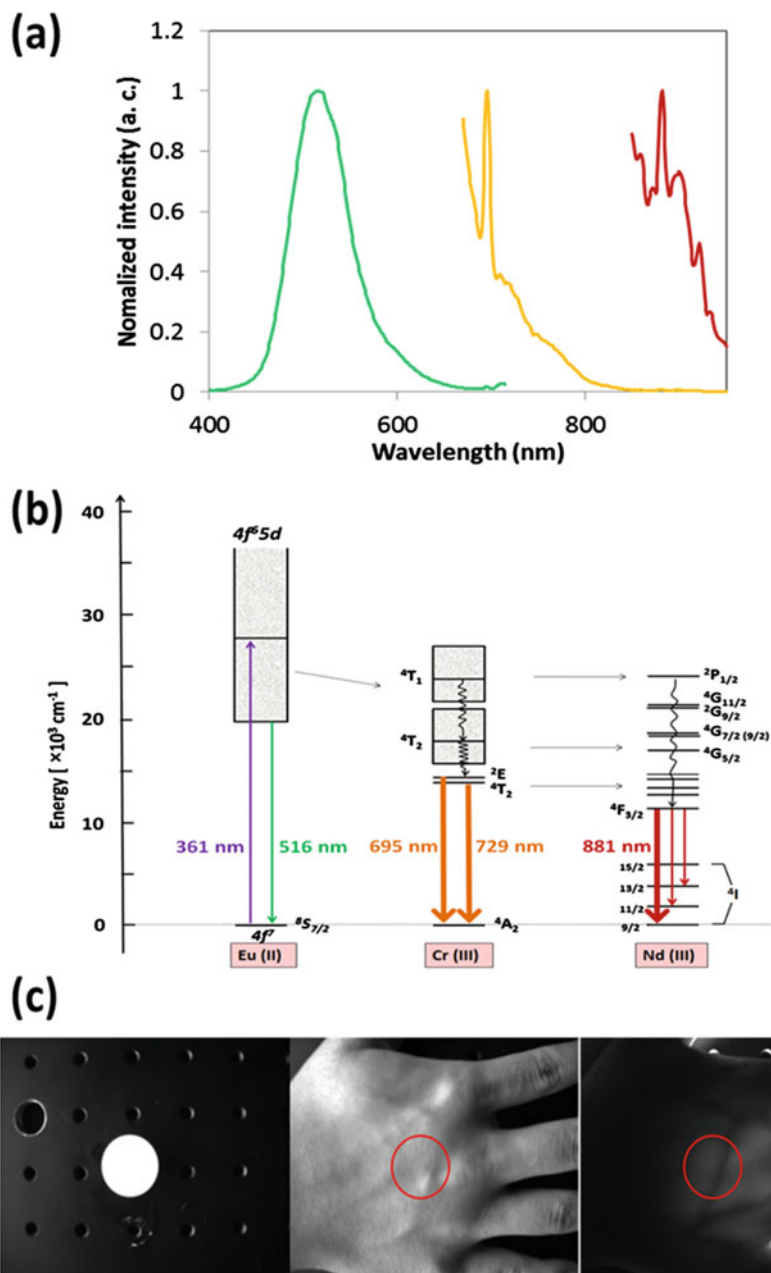 (a)
1.2
1
0.8
0.6
0.4
0.2
0
Nomalized intensity (a. c.)
400 600 800
Wavelength (nm)
(b)
Energy [ ×10³ cm⁻¹ ]
40
30
20
10
0
4f⁶5d
361 nm 516 nm
⁸S₇/₂
4f⁷
Eu (II)
⁴T₁
⁴T₂
²E
⁴T₂
695 nm 729 nm
⁴A₂
Cr (III)
²P₁/₂
⁴G₁₁/₂
²G₉/₂
⁴G₇/₂ (9/2)
⁴G₅/₂
⁴F₃/₂
881 nm
15/2
13/2
11/2
9/2
⁴I
Nd (III)
(c)